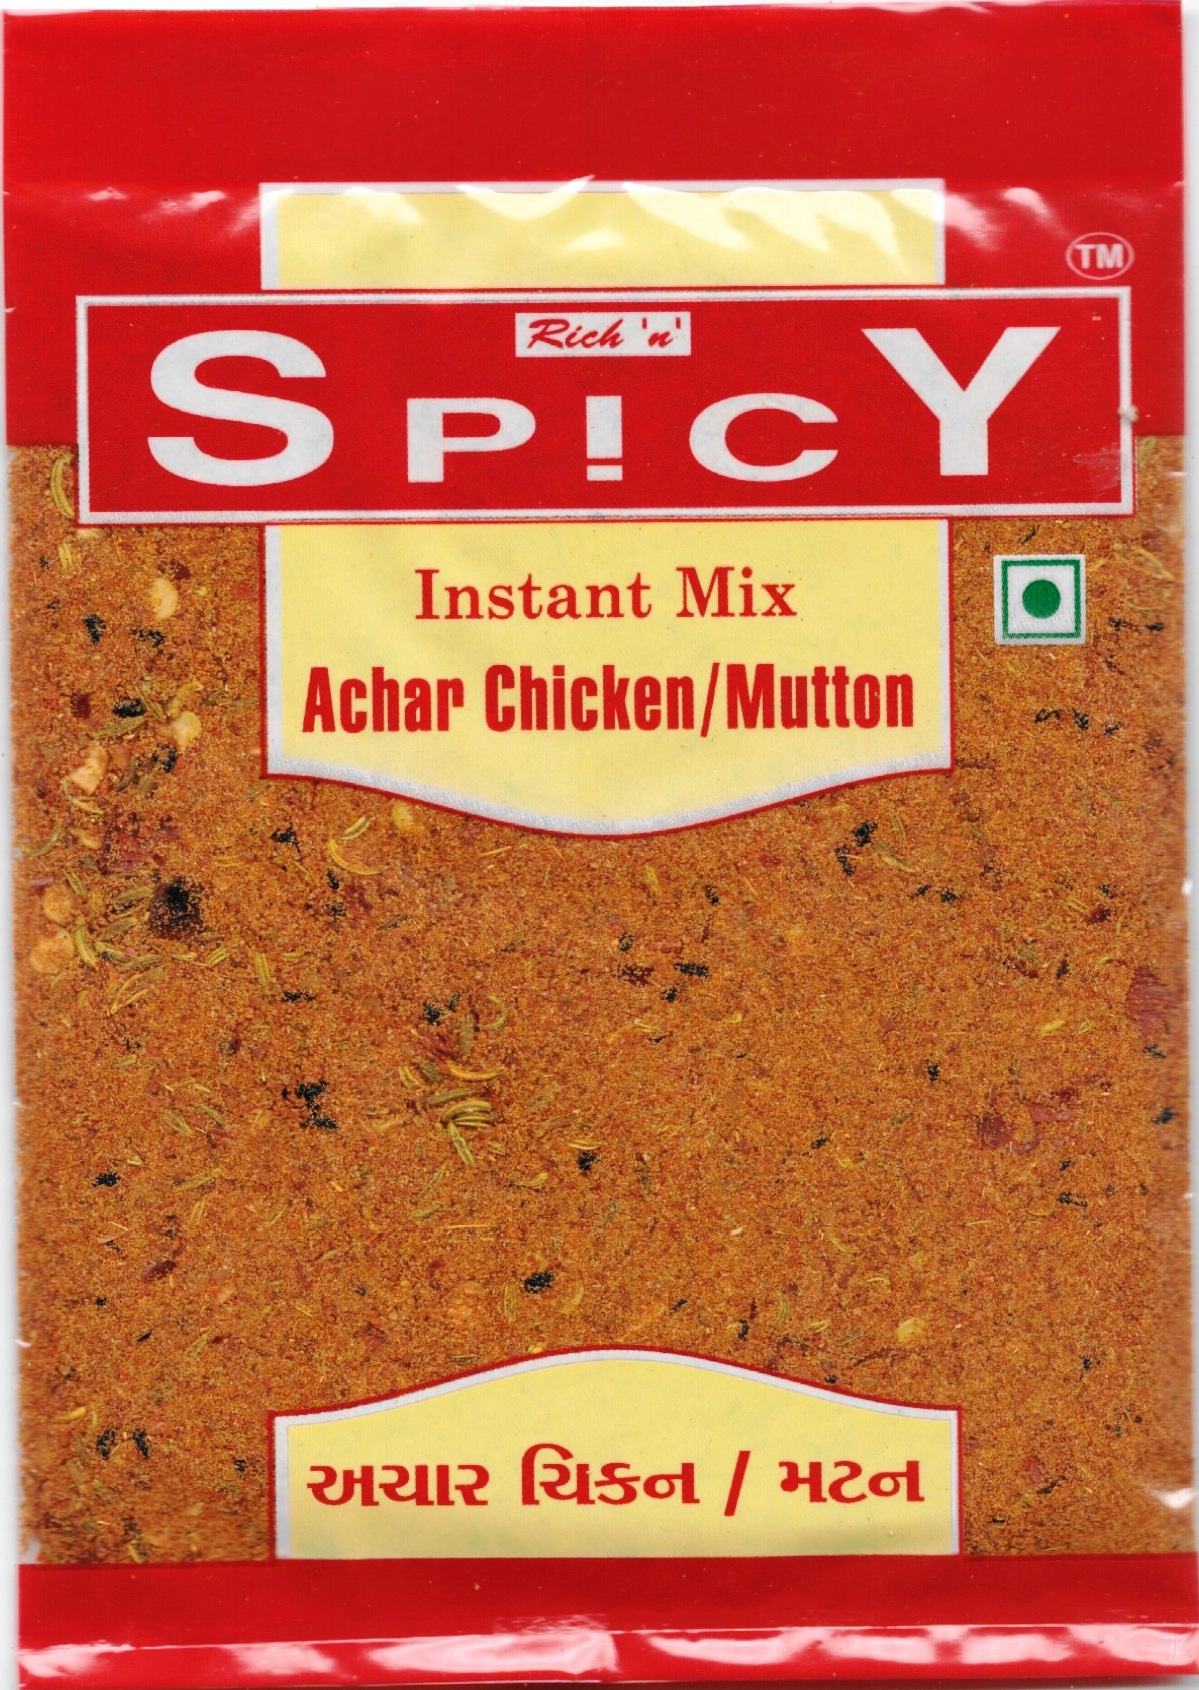 TM
Rich 'n'
SP!CY
Instant Mix
Achar Chicken/Mutton
અચાર ચિકન / મટન